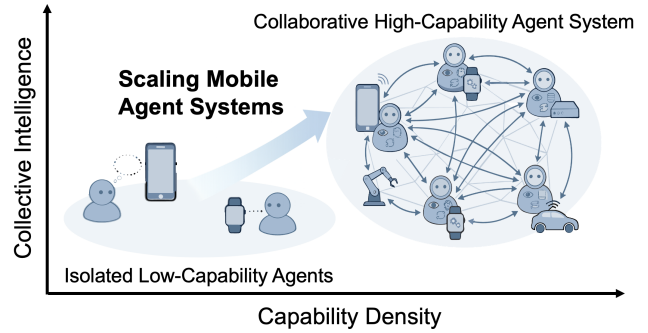 Collaborative High-Capability Agent System
Scaling Mobile
Agent Systems
Isolated Low-Capability Agents
Collective Intelligence
Capability Density